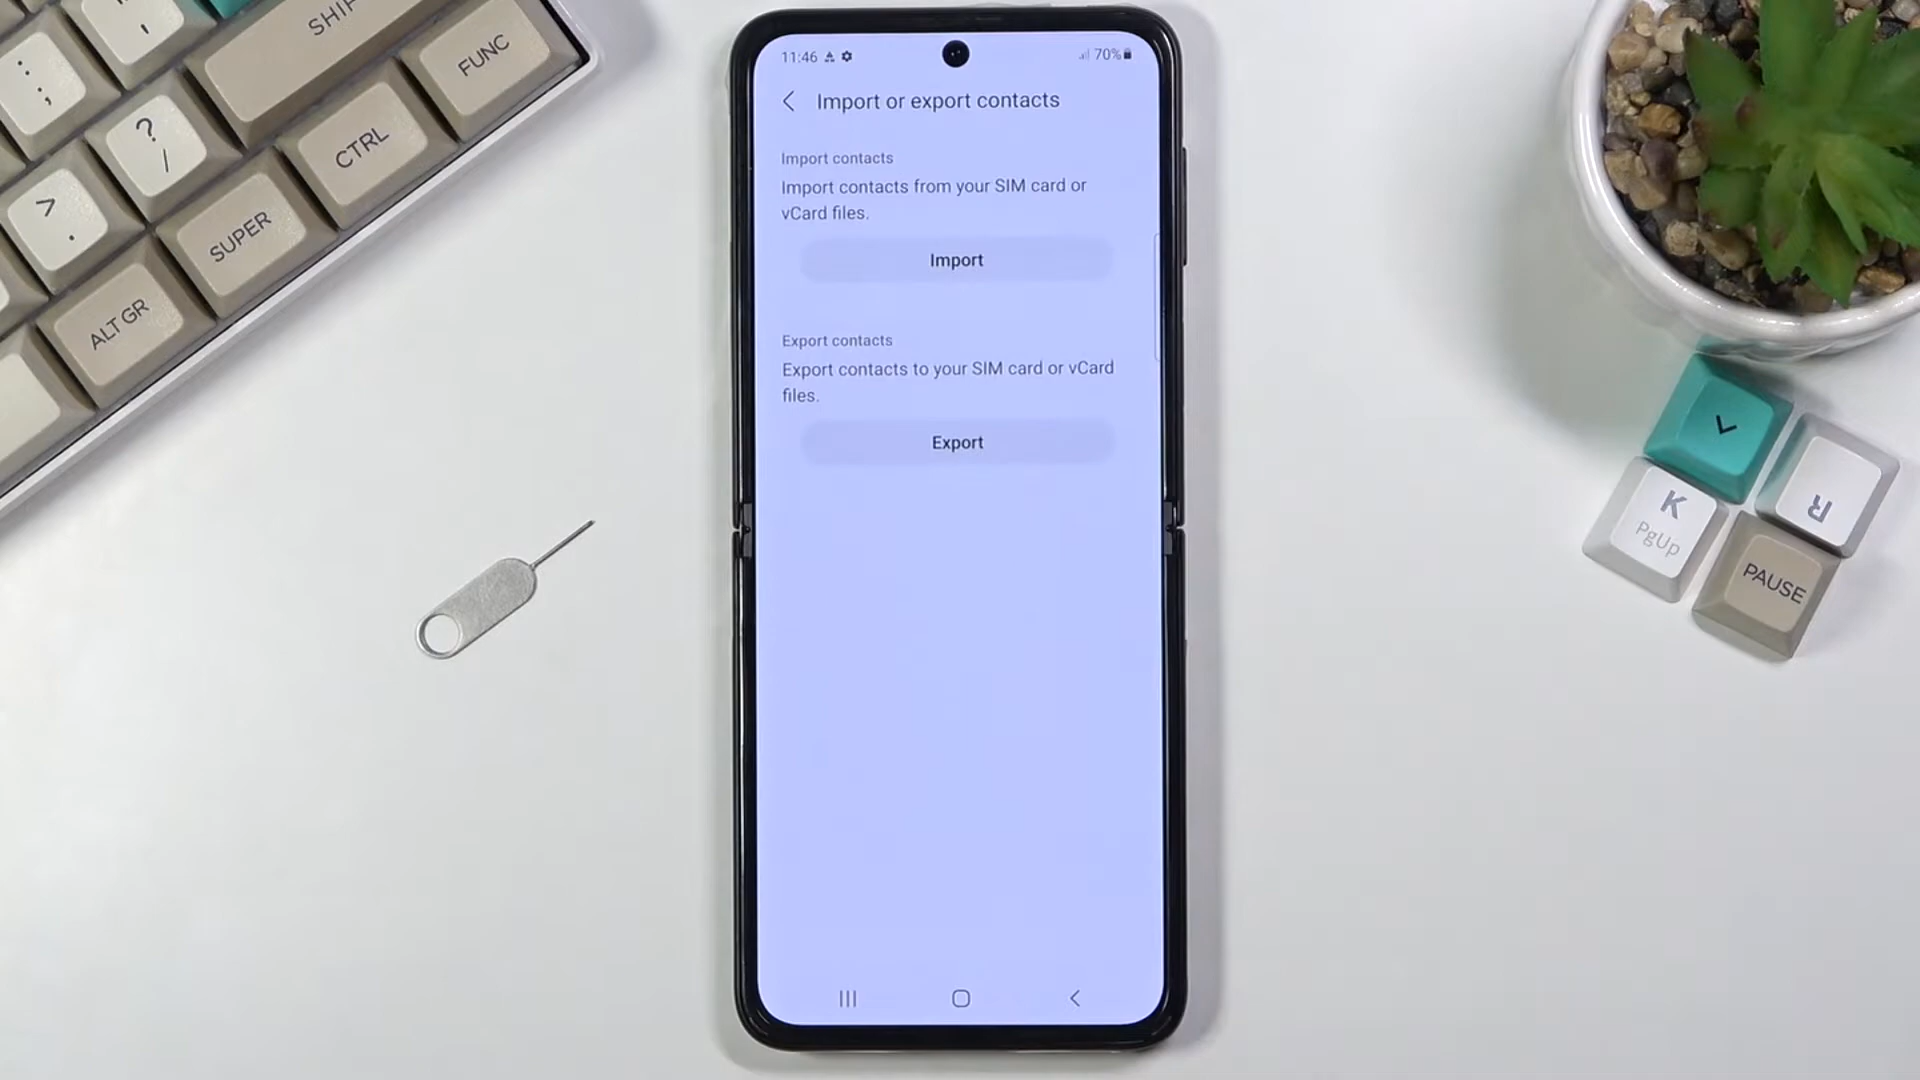 11:46
70%
Import or export contacts
Import contacts
Import contacts from your SIM card or
vCard files.
Import
Export contacts
Export contacts to your SIM card or vCard
files.
Export
SHIF
FUNC
:
;
?
/
CTRL
>
.
SUPER
ALT GR
K
PgUp
R
PAUSE